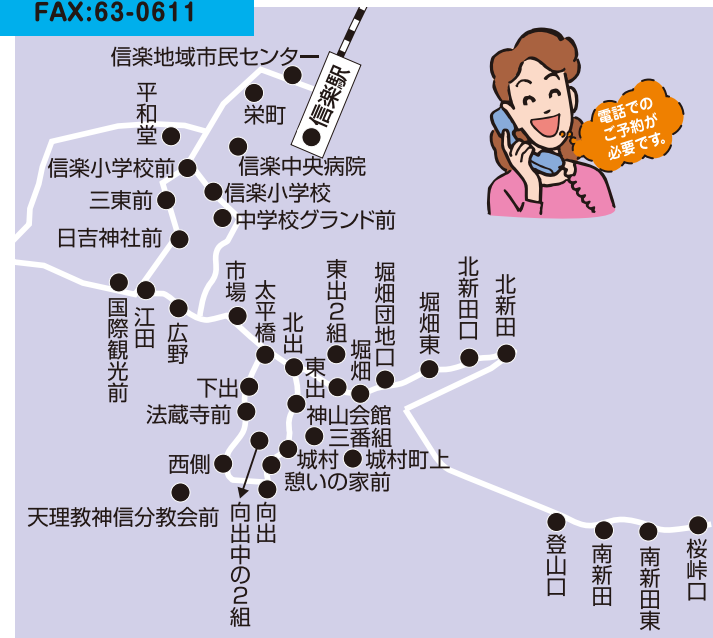 FAX:63-0611
信楽地域市民センター
信楽駅
平和堂
栄町
電話での
ご予約が
必要です。
信楽中央病院
信楽小学校前
信楽小学校
三東前
中学校グランド前
日吉神社前
国際観光前
江田
広野
市場
太平橋
北出
東出
東出2組
堀畑
堀畑団地口
堀畑東
北新田口
北新田
下出
法蔵寺前
神山会館
三番組
西側
城村
城村町上
憩いの家前
天理教神信分教会前
向出中の2組
向出
登山口
南新田
南新田東
桜峠口